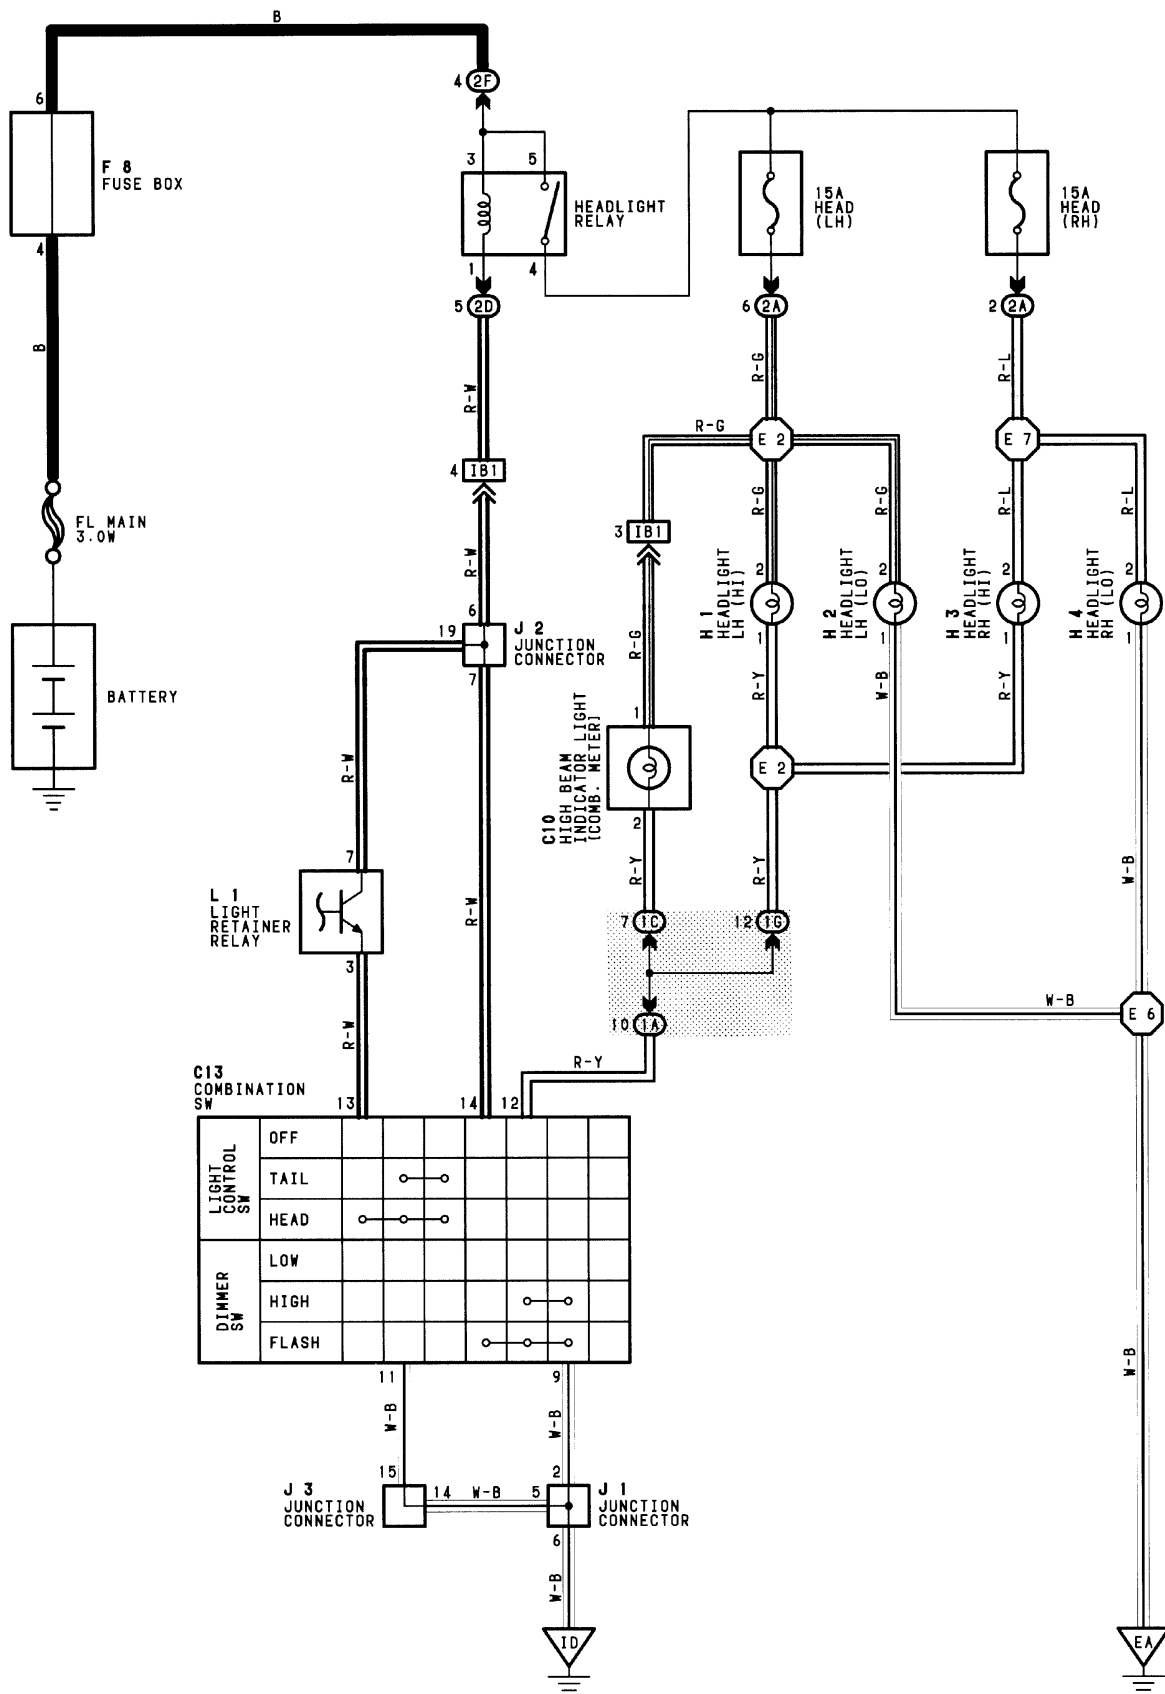 B
4 2F
6
F 8
FUSE BOX
4
B
FL MAIN
3.0W
BATTERY
3 5
HEADLIGHT
RELAY
1 4
5 2D
R-W
4 IB1
R-W
6
19
J 2
JUNCTION
CONNECTOR
7
R-W
R-W
7
L 1
LIGHT
RETAINER
RELAY
3
R-W
15A
HEAD
(LH)
15A
HEAD
(RH)
6 2A
2 2A
R-G
R-L
R-G
E 2
E 7
R-G
R-G
R-L
R-L
3 IB1
R-G
2
H 1
HEADLIGHT
LH (HI)
1
2
H 2
HEADLIGHT
LH (LO)
1
2
H 3
HEADLIGHT
RH (HI)
1
2
H 4
HEADLIGHT
RH (LO)
1
R-Y
W-B
R-Y
1
C10
HIGH BEAM
INDICATOR LIGHT
[COMB. METER]
2
E 2
R-Y
R-Y
W-B
7 1C
12 1G
10 1A
R-Y
W-B
E 6
C13
COMBINATION
SW
13 14 12
LIGHT
CONTROL
SW
OFF
TAIL
HEAD
DIMMER
SW
LOW
HIGH
FLASH
11 9
W-B
W-B
W-B
15
J 3
JUNCTION
CONNECTOR
14 W-B 5
2
J 1
JUNCTION
CONNECTOR
6
W-B
ID
EA